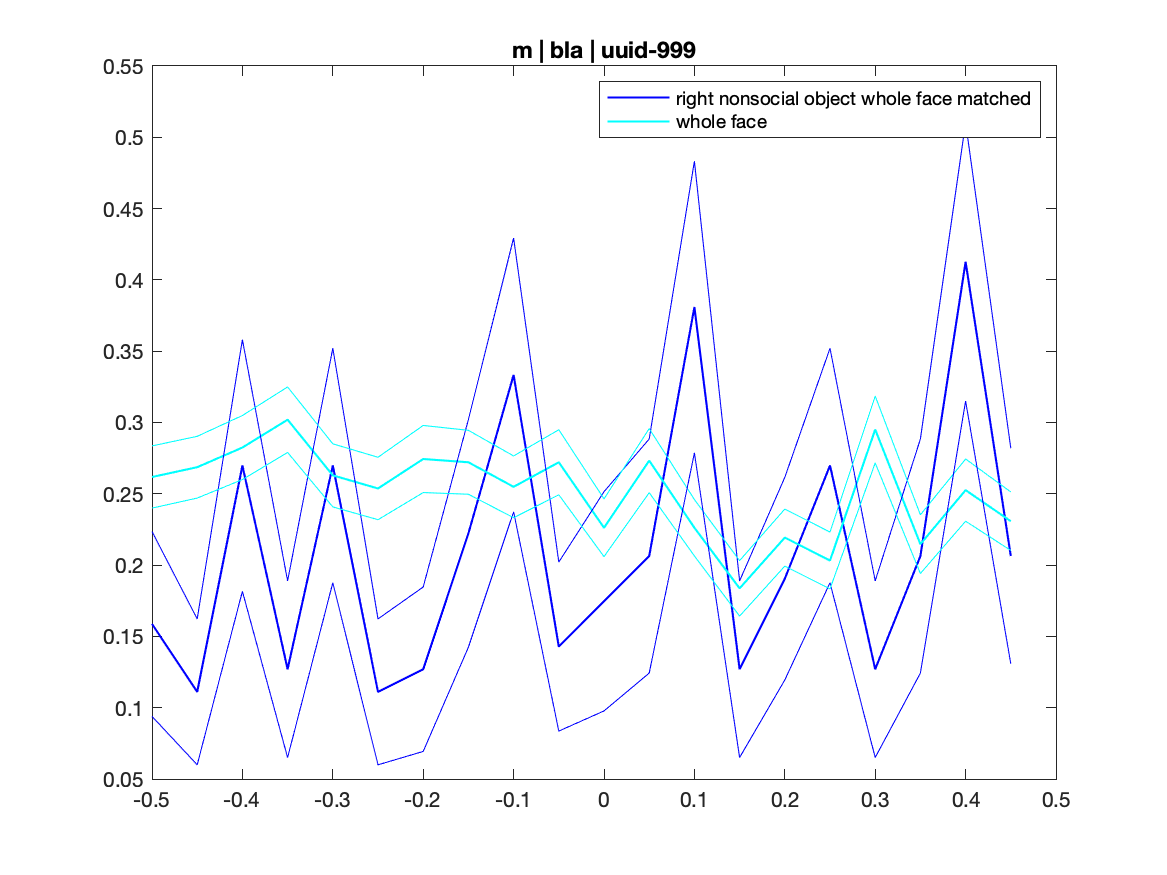 m | bla | uuid-999
right nonsocial object whole face matched
whole face
0.55
0.5
0.45
0.4
0.35
0.3
0.25
0.2
0.15
0.1
0.05
-0.5 -0.4 -0.3 -0.2 -0.1 0 0.1 0.2 0.3 0.4 0.5